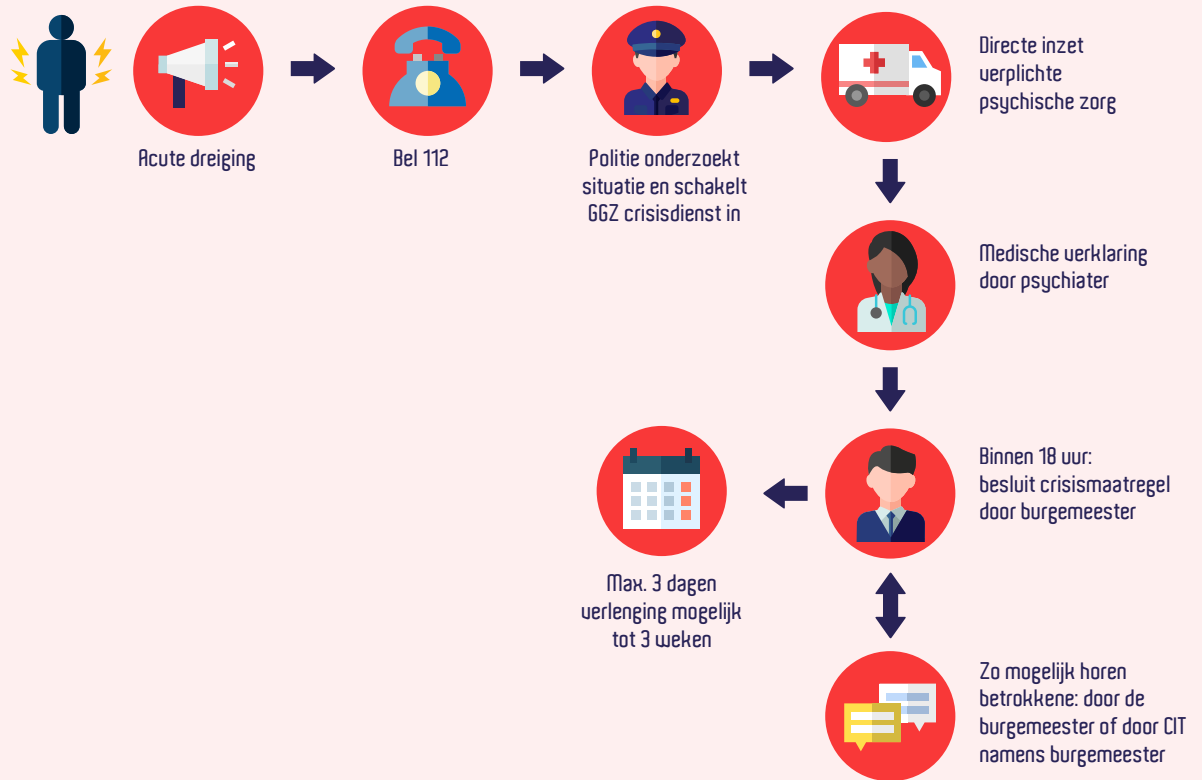 Acute dreiging
Bel 112
Politie onderzoekt
situatie en schakelt
GGZ crisisdienst in
Directe inzet
verplichte
psychische zorg
Medische verklaring
door psychiater
Binnen 18 uur:
besluit crisismaatregel
door burgemeester
Max. 3 dagen
verlenging mogelijk
tot 3 weken
Zo mogelijk horen
betrokkene: door de
burgemeester of door CIT
namens burgemeester